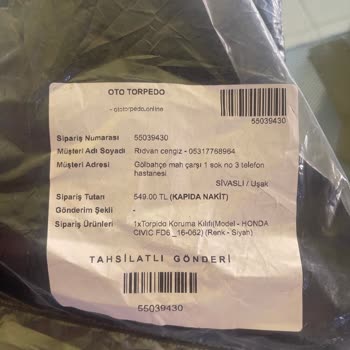 OTO TORPEDO
- ototorpedo.online
55039430
Sipariş Numarası 55039430
Müşteri Adı Soyadı Rıdvan cengiz - 05317768964
Müşteri Adresi Gölbahçe mah çarşi 1 sok no 3 telefon
hastanesi
SİVASLI / Uşak
Sipariş Tutarı 549.00 TL (KAPIDA NAKİT)
Gönderim Şekli -
Sipariş Ürünleri 1xTorpido Koruma Kılıfı(Model - HONDA
CIVIC FD6 _16-062) (Renk - Siyah)
TAHSİLATLI GÖNDERİ
55039430